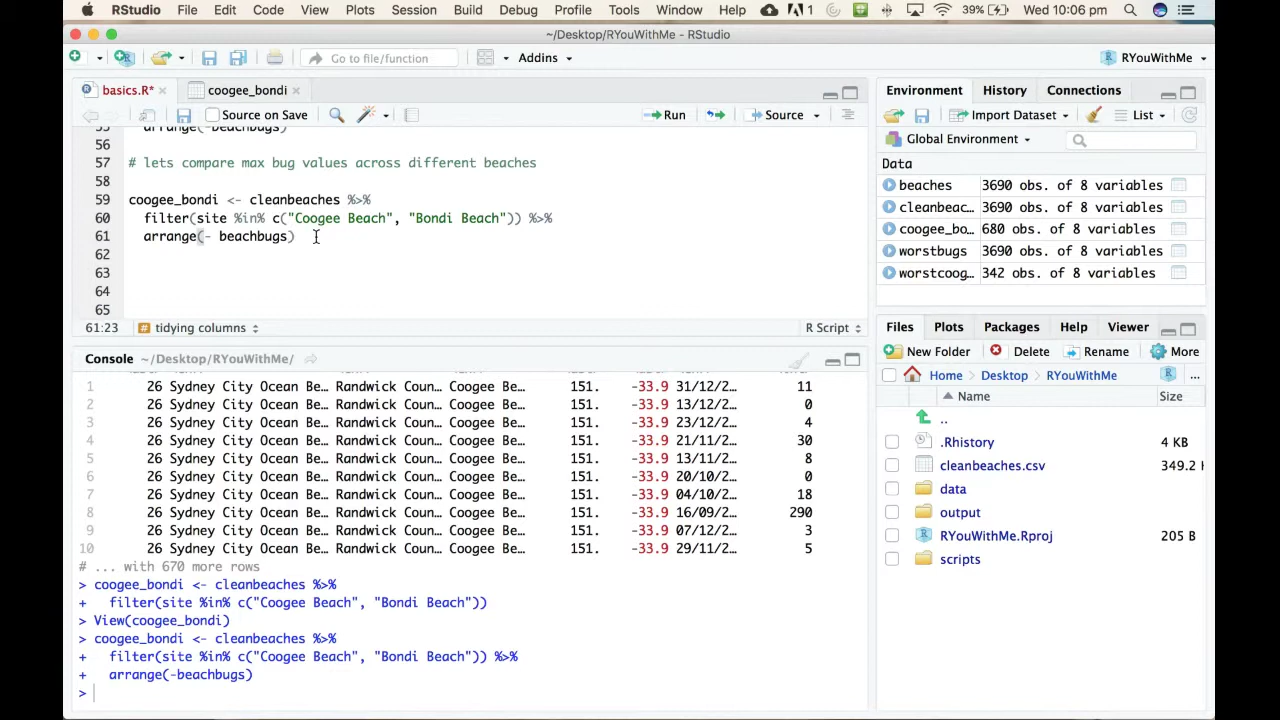 RStudio File Edit Code View Plots Session Build Debug Profile Tools Window Help 1 39% Wed 10:06 pm
~/Desktop/RYouWithMe - RStudio
Go to file/function Addins RYouWithMe
basics.R* coogee_bondi
Source on Save Run Source
55 arrange(-beachbugs)
56
57 # lets compare max bug values across different beaches
58
59 coogee_bondi <- cleanbeaches %>%
60 filter(site %in% c("Coogee Beach", "Bondi Beach")) %>%
61 arrange(- beachbugs)
62
63
64
65
61:23 # tidying columns R Script
Console ~/Desktop/RYouWithMe/
1 26 Sydney City Ocean Be… Randwick Coun… Coogee Be… 151. -33.9 31/12/2… 11
2 26 Sydney City Ocean Be… Randwick Coun… Coogee Be… 151. -33.9 13/12/2… 0
3 26 Sydney City Ocean Be… Randwick Coun… Coogee Be… 151. -33.9 23/12/2… 4
4 26 Sydney City Ocean Be… Randwick Coun… Coogee Be… 151. -33.9 21/11/2… 30
5 26 Sydney City Ocean Be… Randwick Coun… Coogee Be… 151. -33.9 13/11/2… 8
6 26 Sydney City Ocean Be… Randwick Coun… Coogee Be… 151. -33.9 20/10/2… 0
7 26 Sydney City Ocean Be… Randwick Coun… Coogee Be… 151. -33.9 04/10/2… 18
8 26 Sydney City Ocean Be… Randwick Coun… Coogee Be… 151. -33.9 16/09/2… 290
9 26 Sydney City Ocean Be… Randwick Coun… Coogee Be… 151. -33.9 07/12/2… 3
10 26 Sydney City Ocean Be… Randwick Coun… Coogee Be… 151. -33.9 29/11/2… 5
# ... with 670 more rows
> coogee_bondi <- cleanbeaches %>%
+ filter(site %in% c("Coogee Beach", "Bondi Beach"))
> View(coogee_bondi)
> coogee_bondi <- cleanbeaches %>%
+ filter(site %in% c("Coogee Beach", "Bondi Beach")) %>%
+ arrange(-beachbugs)
>
Environment History Connections
Import Dataset List
Global Environment
Data
beaches 3690 obs. of 8 variables
cleanbeac… 3690 obs. of 8 variables
coogee_bo… 680 obs. of 8 variables
worstbugs 3690 obs. of 8 variables
worstcoog… 342 obs. of 8 variables
Files Plots Packages Help Viewer
New Folder Delete Rename More
Home Desktop RYouWithMe ...
Name Size
..
.Rhistory 4 KB
cleanbeaches.csv 349.2 K
data
output
RYouWithMe.Rproj 205 B
scripts